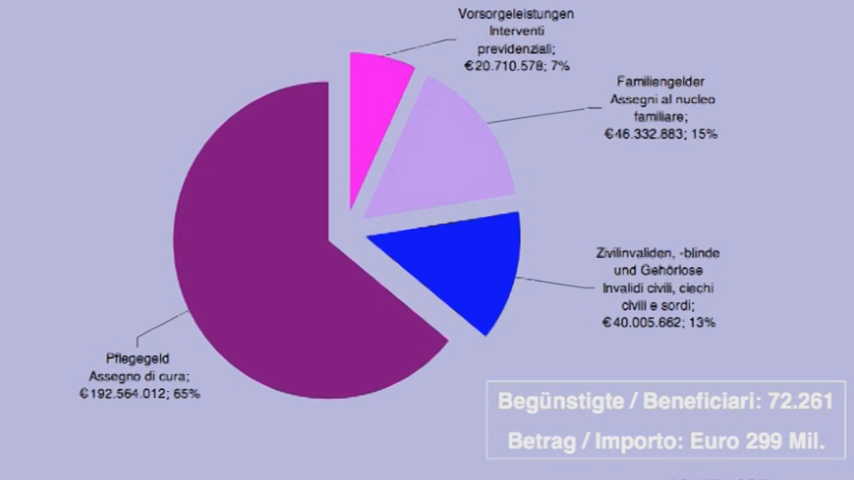 Vorsorgeleistungen
Interventi
previdenziali;
€20.710.578; 7%
Familiengelder
Assegni al nucleo
familiare;
€46.332.883; 15%
Zivilinvaliden, -blinde
und Gehörlose
Invalidi civili, ciechi
civili e sordi;
€40.005.662; 13%
Pflegegeld
Assegno di cura;
€192.564.012; 65%
Begünstigte / Beneficiari: 72.261
Betrag / Importo: Euro 299 Mil.